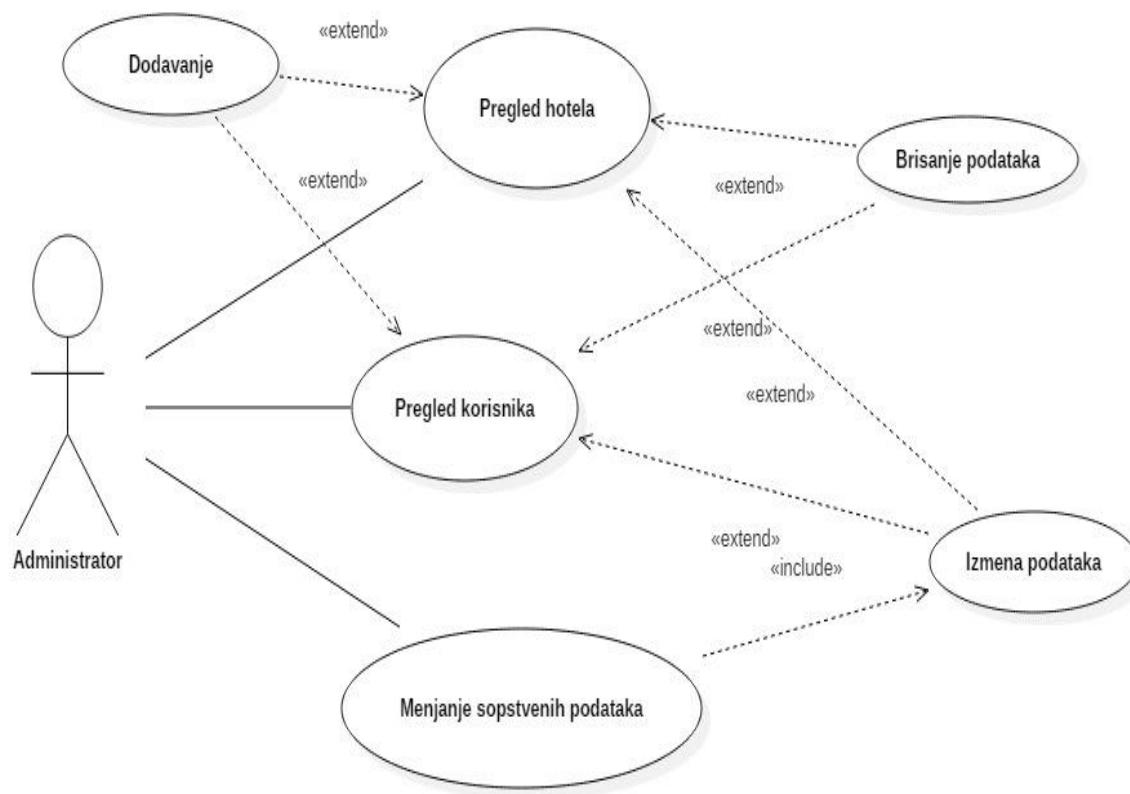 «extend»
Dodavanje
Pregled hotela
Brisanje podataka
«extend»
«extend»
«extend»
«extend»
Pregled korisnika
«extend»
«include»
Administrator
Izmena podataka
Menjanje sopstvenih podataka